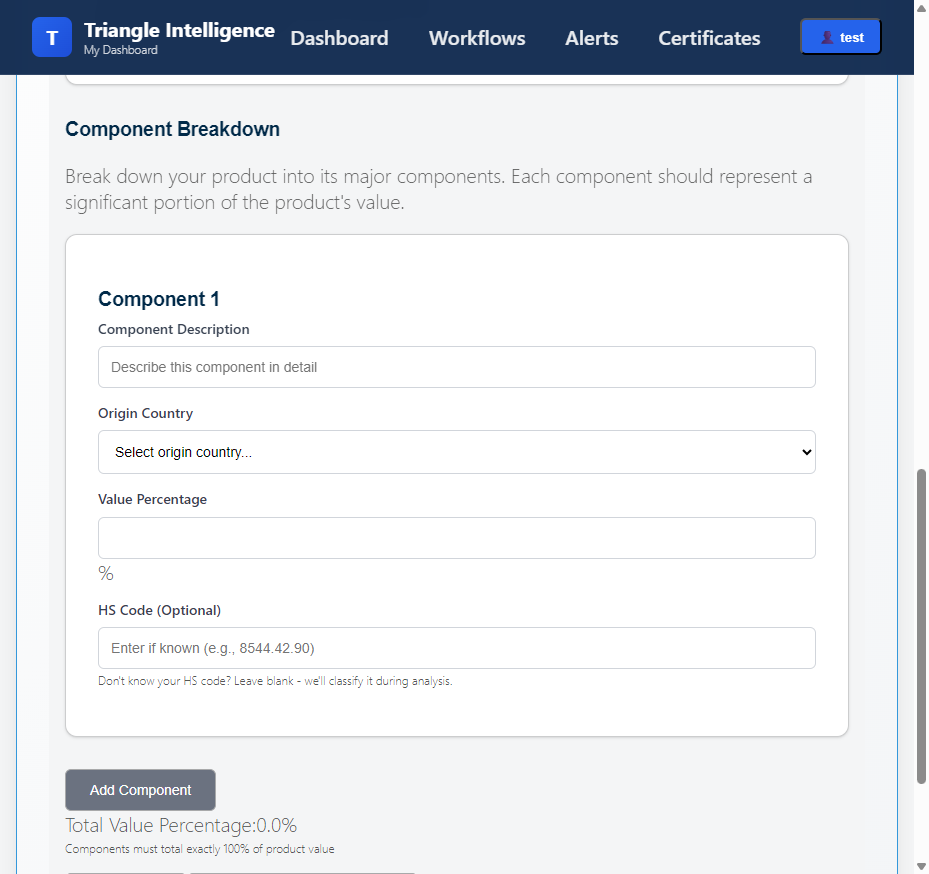 T
Triangle Intelligence
My Dashboard
Dashboard
Workflows
Alerts
Certificates
test
Component Breakdown
Break down your product into its major components. Each component should represent a
significant portion of the product's value.
Component 1
Component Description
Describe this component in detail
Origin Country
Select origin country...
Value Percentage
%
HS Code (Optional)
Enter if known (e.g., 8544.42.90)
Don't know your HS code? Leave blank - we'll classify it during analysis.
Add Component
Total Value Percentage:0.0%
Components must total exactly 100% of product value